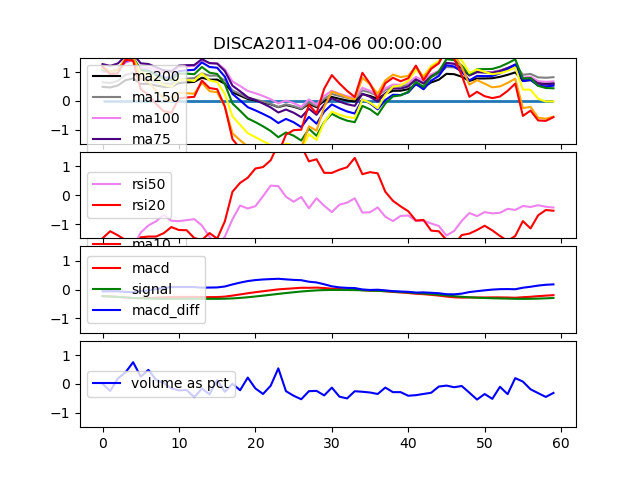 DISCA2011-04-06 00:00:00
1
0
−1
ma200
ma150
ma100
ma75
1
0
−1
rsi50
rsi20
ma10
1
0
−1
macd
signal
macd_diff
1
0
−1
volume as pct
0 10 20 30 40 50 60